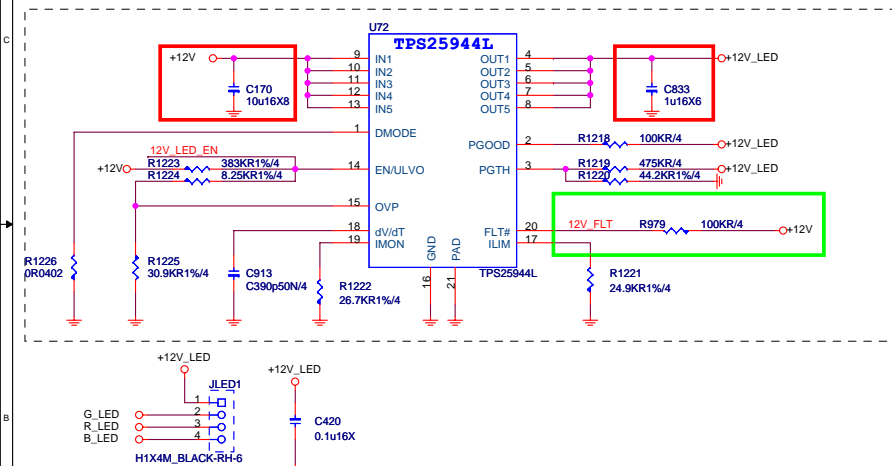 C
U72
TPS25944L
+12V
9
IN1
OUT1
4
+12V_LED
10
IN2
OUT2
5
11
IN3
OUT3
6
C170
12
IN4
OUT4
7
C833
10u16X8
13
IN5
OUT5
8
1u16X6
1
DMODE
PGOOD
2
R1218
100KR/4
+12V_LED
12V_LED_EN
+12V
R1223
383KR1%/4
14
EN/ULVO
PGTH
3
R1219
475KR/4
+12V_LED
R1224
8.25KR1%/4
R1220
44.2KR1%/4
15
OVP
18
dV/dT
FLT#
20
12V_FLT
R979
100KR/4
+12V
19
IMON
ILIM
17
GND
PAD
16
21
TPS25944L
R1226
0R0402
R1225
30.9KR1%/4
C913
C390p50N/4
R1222
26.7KR1%/4
R1221
24.9KR1%/4
+12V_LED
JLED1
+12V_LED
1
G_LED
2
R_LED
3
B_LED
4
H1X4M_BLACK-RH-6
C420
0.1u16X
B